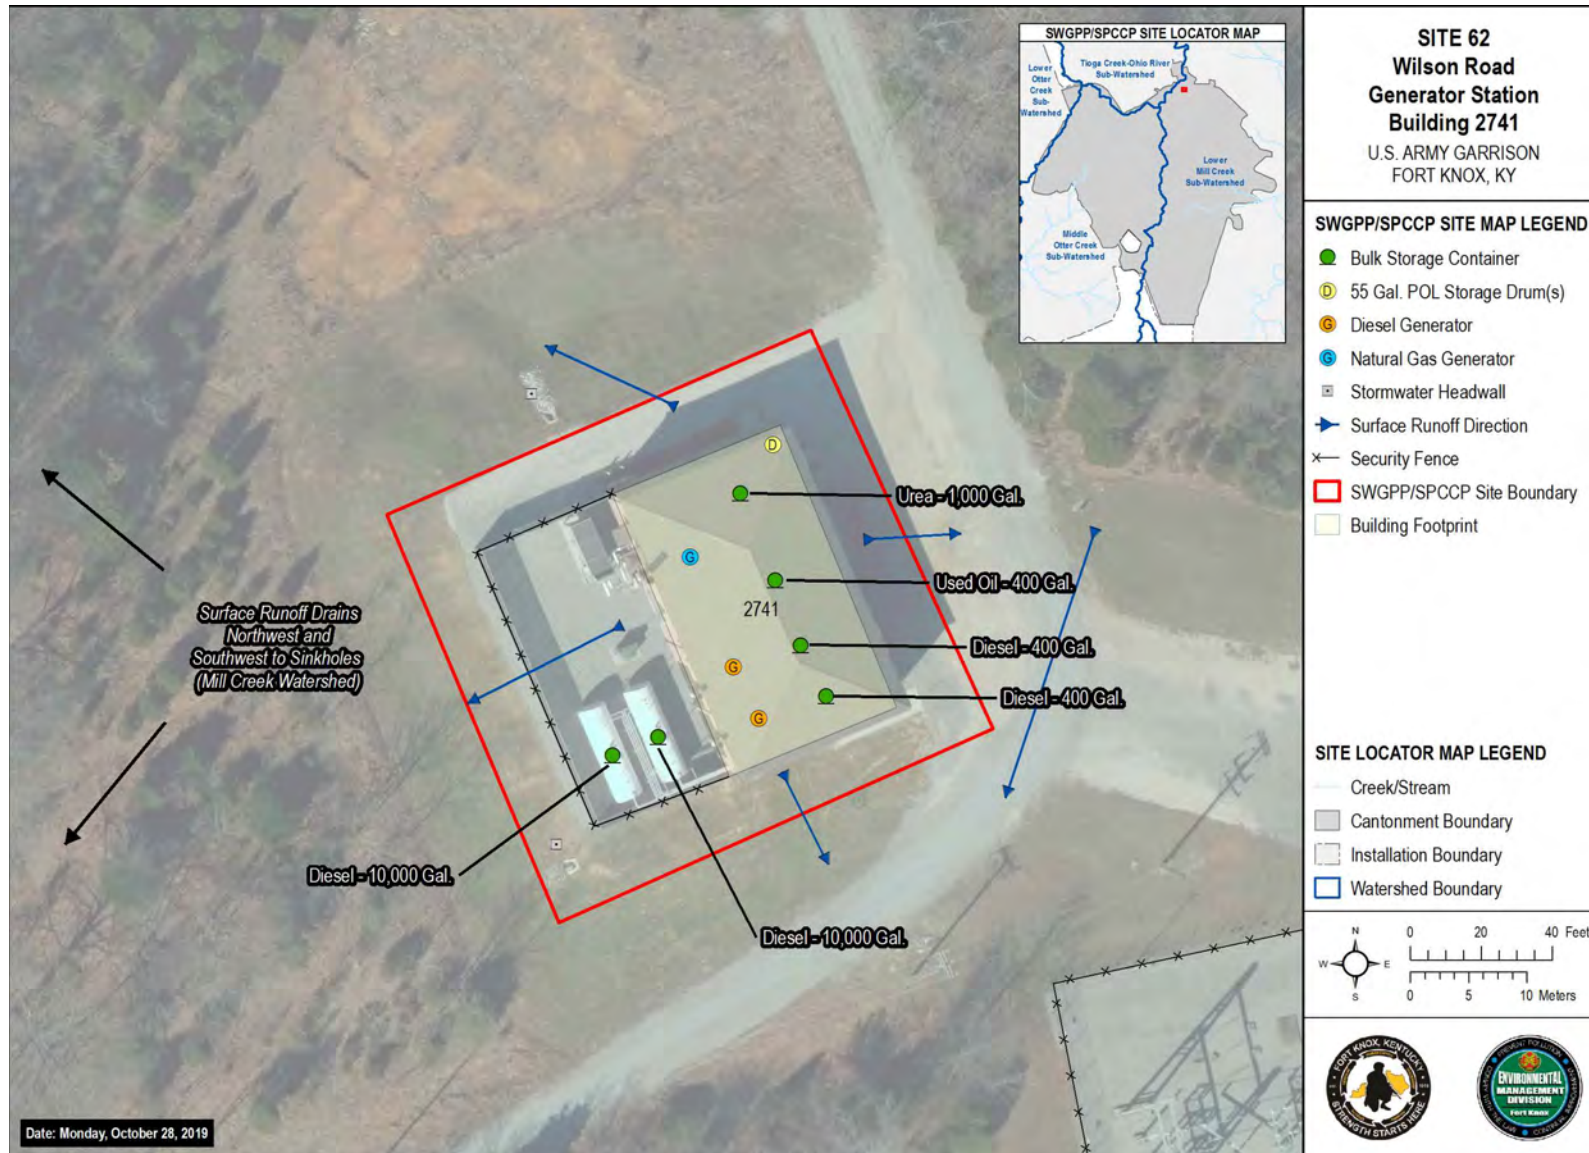 SWGPP/SPCCP SITE LOCATOR MAP
Tioga Creek-Ohio River
Sub-Watershed
Lower
Otter
Creek
Sub-
Watershed
Lower
Mill Creek
Sub-Watershed
Middle
Otter Creek
Sub-Watershed
SITE 62
Wilson Road
Generator Station
Building 2741
U.S. ARMY GARRISON
FORT KNOX, KY
SWGPP/SPCCP SITE MAP LEGEND
Bulk Storage Container
D 55 Gal. POL Storage Drum(s)
G Diesel Generator
G Natural Gas Generator
Stormwater Headwall
Surface Runoff Direction
Security Fence
SWGPP/SPCCP Site Boundary
Building Footprint
D
Urea - 1,000 Gal.
G
Used Oil - 400 Gal.
2741
Diesel - 400 Gal.
G
Diesel - 400 Gal.
G
Surface Runoff Drains
Northwest and
Southwest to Sinkholes
(Mill Creek Watershed)
Diesel - 10,000 Gal.
Diesel - 10,000 Gal.
SITE LOCATOR MAP LEGEND
Creek/Stream
Cantonment Boundary
Installation Boundary
Watershed Boundary
N
W E
S
0 20 40 Feet
0 5 10 Meters
FORT KNOX, KENTUCKY
STRENGTH STARTS HERE
PREVENT POLLUTION
ENVIRONMENTAL
MANAGEMENT
DIVISION
Fort Knox
Date: Monday, October 28, 2019